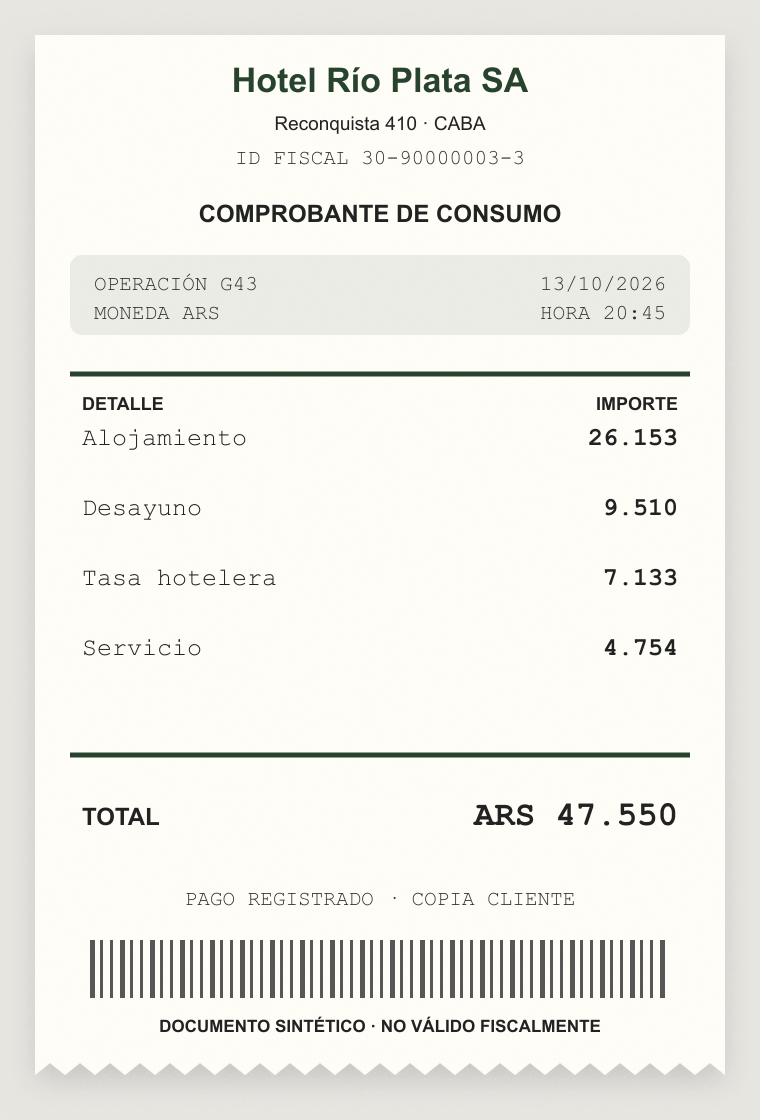 Hotel Río Plata SA
Reconquista 410 · CABA
ID FISCAL 30-90000003-3
COMPROBANTE DE CONSUMO
OPERACIÓN G43 13/10/2026
MONEDA ARS HORA 20:45
DETALLE IMPORTE
Alojamiento 26.153
Desayuno 9.510
Tasa hotelera 7.133
Servicio 4.754
TOTAL ARS 47.550
PAGO REGISTRADO · COPIA CLIENTE
DOCUMENTO SINTÉTICO · NO VÁLIDO FISCALMENTE